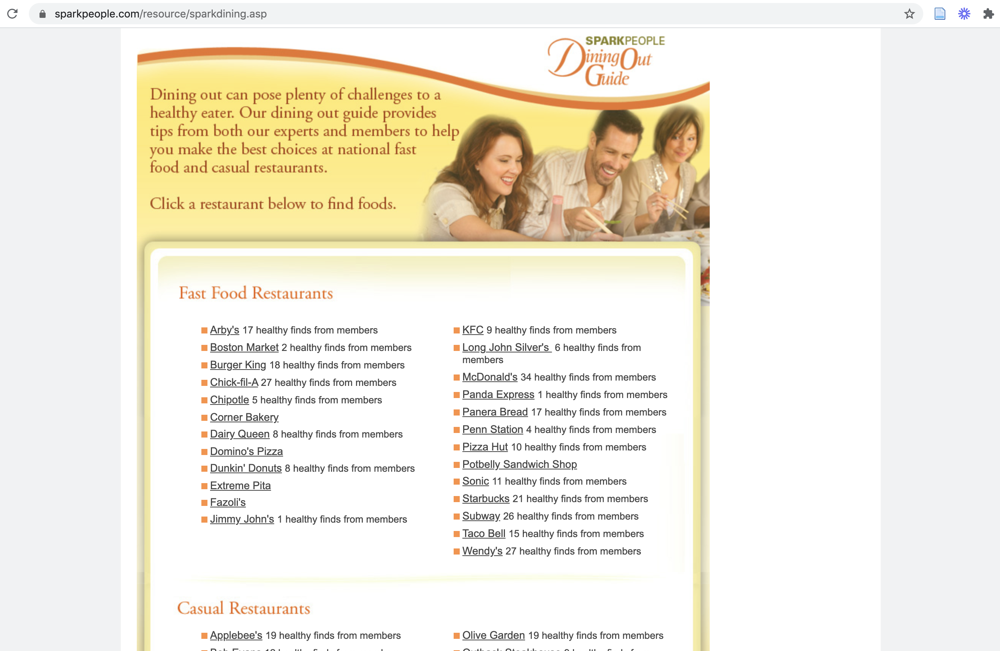 sparkpeople.com/resource/sparkdining.asp
SPARKPEOPLE
Dining Out
Guide
Dining out can pose plenty of challenges to a
healthy eater. Our dining out guide provides
tips from both our experts and members to help
you make the best choices at national fast
food and casual restaurants.
Click a restaurant below to find foods.
Fast Food Restaurants
Arby's 17 healthy finds from members
Boston Market 2 healthy finds from members
Burger King 18 healthy finds from members
Chick-fil-A 27 healthy finds from members
Chipotle 5 healthy finds from members
Corner Bakery
Dairy Queen 8 healthy finds from members
Domino's Pizza
Dunkin' Donuts 8 healthy finds from members
Extreme Pita
Fazoli's
Jimmy John's 1 healthy finds from members
KFC 9 healthy finds from members
Long John Silver's 6 healthy finds from
members
McDonald's 34 healthy finds from members
Panda Express 1 healthy finds from members
Panera Bread 17 healthy finds from members
Penn Station 4 healthy finds from members
Pizza Hut 10 healthy finds from members
Potbelly Sandwich Shop
Sonic 11 healthy finds from members
Starbucks 21 healthy finds from members
Subway 26 healthy finds from members
Taco Bell 15 healthy finds from members
Wendy's 27 healthy finds from members
Casual Restaurants
Applebee's 19 healthy finds from members
Olive Garden 19 healthy finds from members